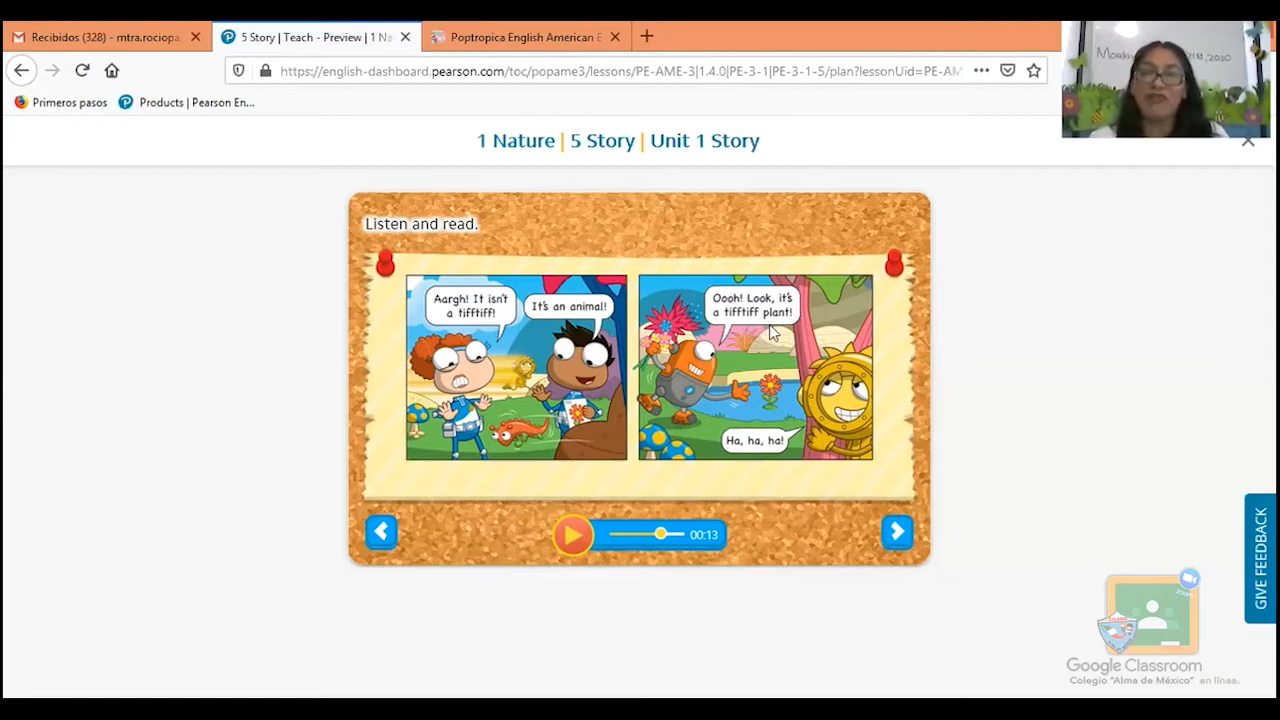 Recibidos (328) - mtra.rociopa
5 Story | Teach - Preview | 1 Na
Poptropica English American E
https://english-dashboard.pearson.com/toc/popame3/lessons/PE-AME-3|1.4.0|PE-3-1|PE-3-1-5/plan?lessonUid=PE-AM
Primeros pasos
Products | Pearson En...
1 Nature | 5 Story | Unit 1 Story
Listen and read.
Aargh! It isn't
a tifftiff!
It's an animal!
Oooh! Look, it's
a tifftiff plant!
Ha, ha, ha!
00:13
GIVE FEEDBACK
zoom
Google Classroom
Colegio "Alma de México" en línea.